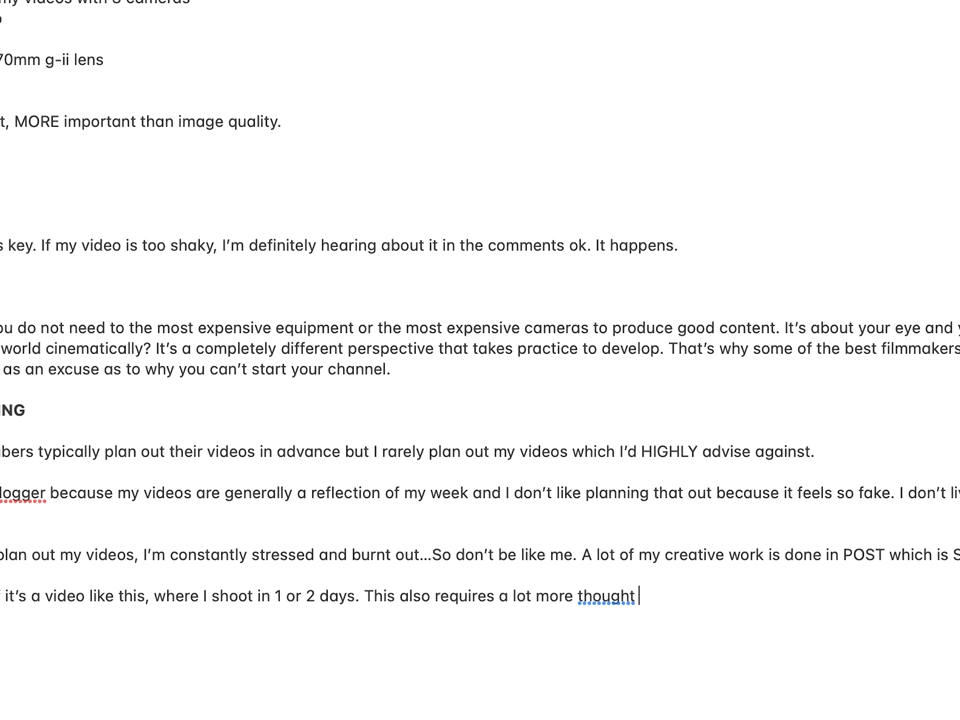 my videos with 3 cameras
70mm g-ii lens
t, MORE important than image quality.
s key. If my video is too shaky, I’m definitely hearing about it in the comments ok. It happens.
ou do not need to the most expensive equipment or the most expensive cameras to produce good content. It’s about your eye and y
world cinematically? It’s a completely different perspective that takes practice to develop. That’s why some of the best filmmakers
as an excuse as to why you can’t start your channel.
ING
bers typically plan out their videos in advance but I rarely plan out my videos which I’d HIGHLY advise against.
logger because my videos are generally a reflection of my week and I don’t like planning that out because it feels so fake. I don’t liv
plan out my videos, I’m constantly stressed and burnt out...So don’t be like me. A lot of my creative work is done in POST which is S
it’s a video like this, where I shoot in 1 or 2 days. This also requires a lot more thought